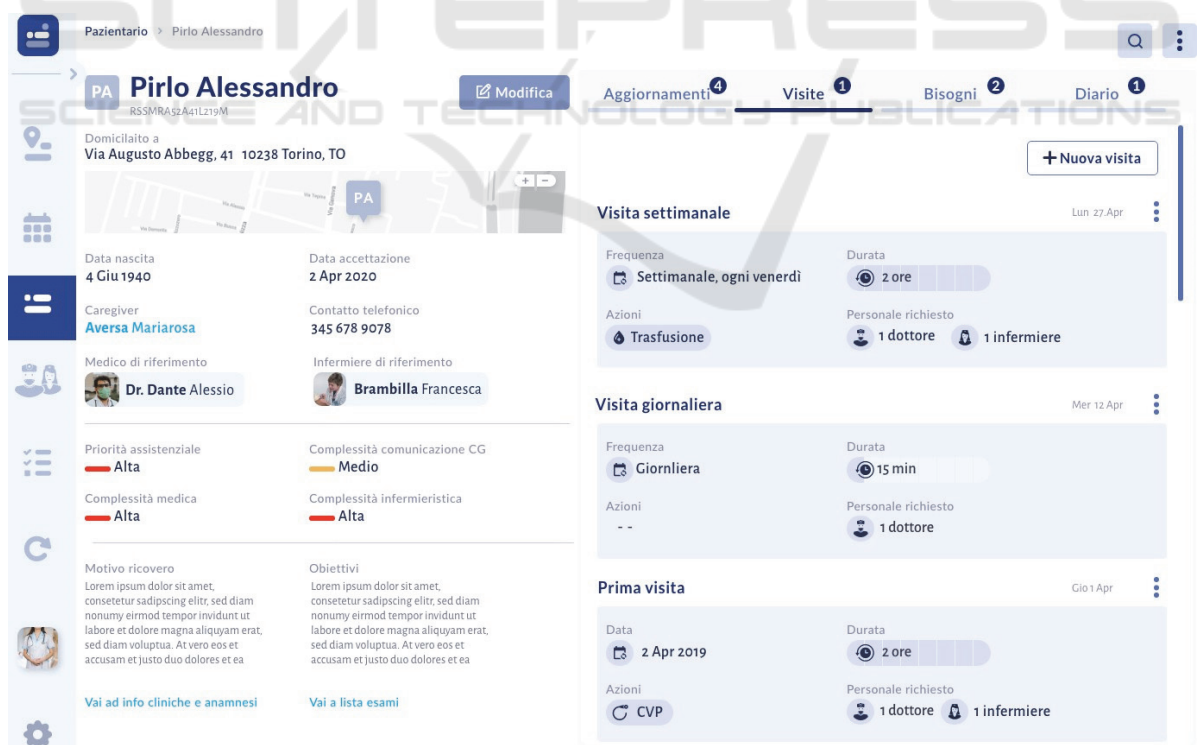 SCITEPRESS
SCIENCE AND TECHNOLOGY PUBLICATIONS
Pazientario > Pirlo Alessandro
PA
Pirlo Alessandro
RSSMRA52A41L219M
Modifica
Domicilaito a
Via Augusto Abbegg, 41 10238 Torino, TO
PA
+ –
Data nascita
4 Giu 1940
Data accettazione
2 Apr 2020
Caregiver
Aversa Mariarosa
Contatto telefonico
345 678 9078
Medico di riferimento
Dr. Dante Alessio
Infermiere di riferimento
Brambilla Francesca
Priorità assistenziale
Alta
Complessità comunicazione CG
Medio
Complessità medica
Alta
Complessità infermieristica
Alta
Motivo ricovero
Lorem ipsum dolor sit amet,
consetetur sadipscing elitr, sed diam
nonumy eirmod tempor invidunt ut
labore et dolore magna aliquyam erat,
sed diam voluptua. At vero eos et
accusam et justo duo dolores et ea
Obiettivi
Lorem ipsum dolor sit amet,
consetetur sadipscing elitr, sed diam
nonumy eirmod tempor invidunt ut
labore et dolore magna aliquyam erat,
sed diam voluptua. At vero eos et
accusam et justo duo dolores et ea
Vai ad info cliniche e anamnesi
Vai a lista esami
Aggiornamenti 4
Visite 1
Bisogni 2
Diario 1
+ Nuova visita
Visita settimanale
Lun 27 Apr
Frequenza
Settimanale, ogni venerdì
Durata
2 ore
Azioni
Trasfusione
Personale richiesto
1 dottore 1 infermiere
Visita giornaliera
Mer 12 Apr
Frequenza
Giornliera
Durata
15 min
Azioni
- -
Personale richiesto
1 dottore
Prima visita
Gio 1 Apr
Data
2 Apr 2019
Durata
2 ore
Azioni
CVP
Personale richiesto
1 dottore 1 infermiere